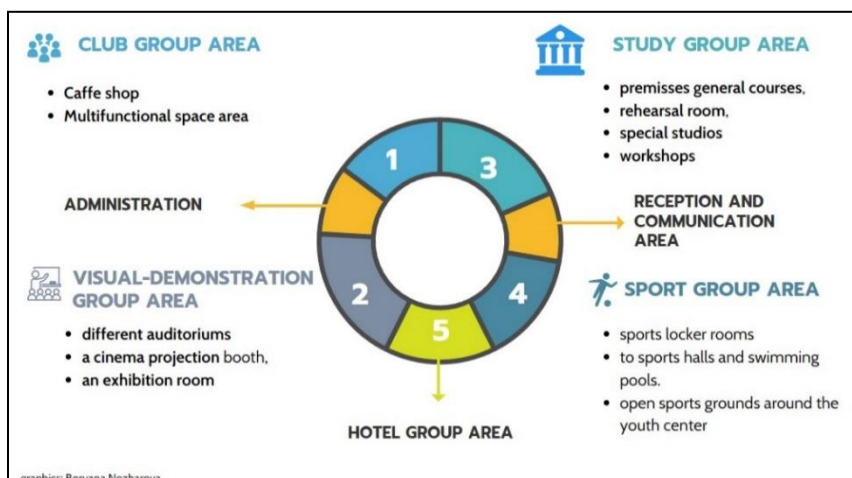 CLUB GROUP AREA
• Caffe shop
• Multifunctional space area
STUDY GROUP AREA
• premisses general courses,
• rehearsal room,
• special studios
• workshops
1
3
ADMINISTRATION
RECEPTION AND
COMMUNICATION
AREA
VISUAL-DEMONSTRATION
GROUP AREA
• different auditoriums
• a cinema projection booth,
• an exhibition room
2
4
5
SPORT GROUP AREA
• sports locker rooms
• to sports halls and swimming
pools.
• open sports grounds around the
youth center
HOTEL GROUP AREA
graphics: Boryana Nozharova